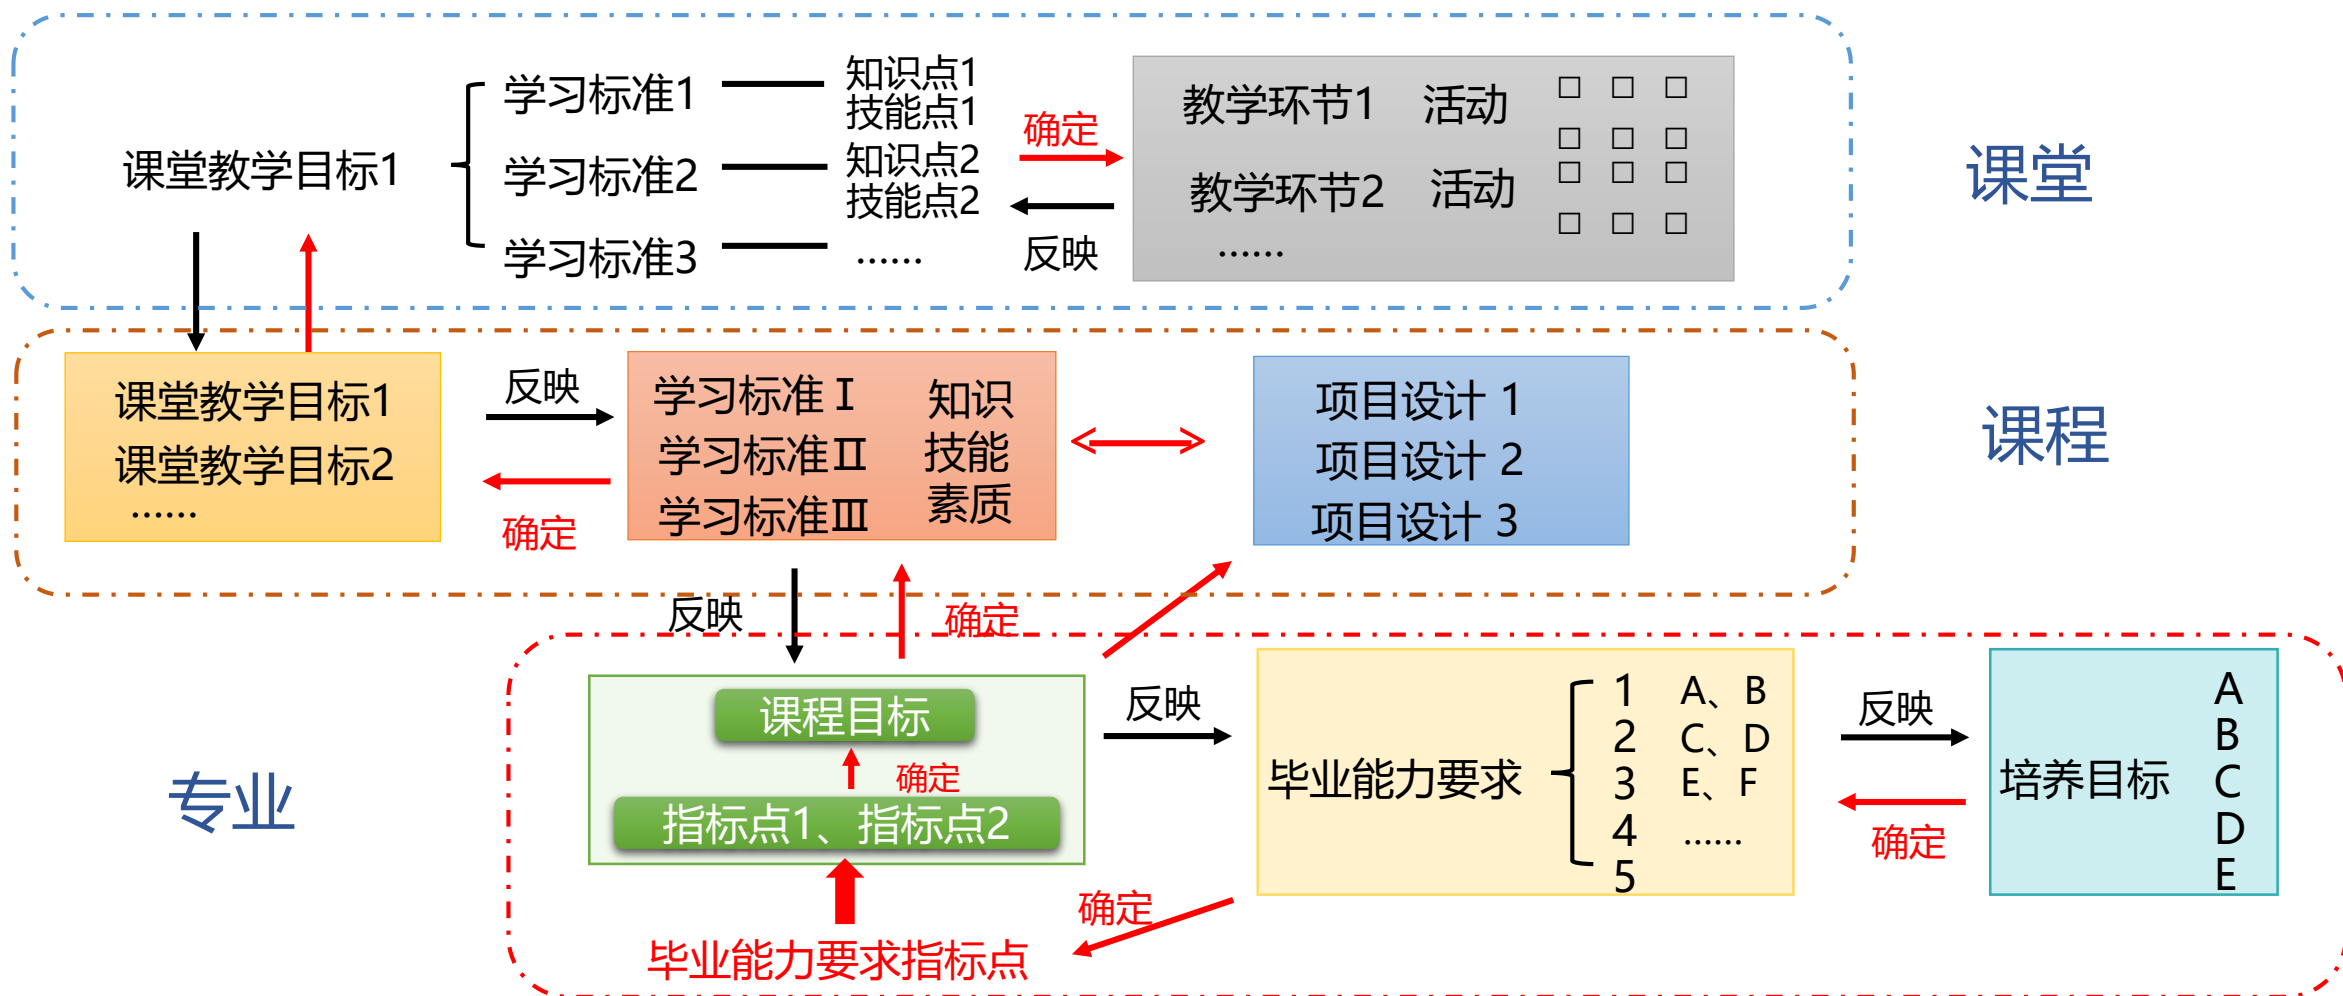 学习标准1
知识点1
技能点1
教学环节1 活动 □ □ □
□ □ □
确定
课堂教学目标1
学习标准2
知识点2
技能点2
教学环节2 活动 □ □ □
□ □ □
课堂
学习标准3
……
反映
……
课堂教学目标1
课堂教学目标2
……
反映
确定
学习标准Ⅰ
学习标准Ⅱ
学习标准Ⅲ
知识
技能
素质
项目设计 1
项目设计 2
项目设计 3
课程
反映
确定
专业
课程目标
确定
指标点1、指标点2
毕业能力要求指标点
反映
确定
毕业能力要求
1 A、B
2 C、D
3 E、F
4 ……
5
反映
确定
培养目标
A
B
C
D
E